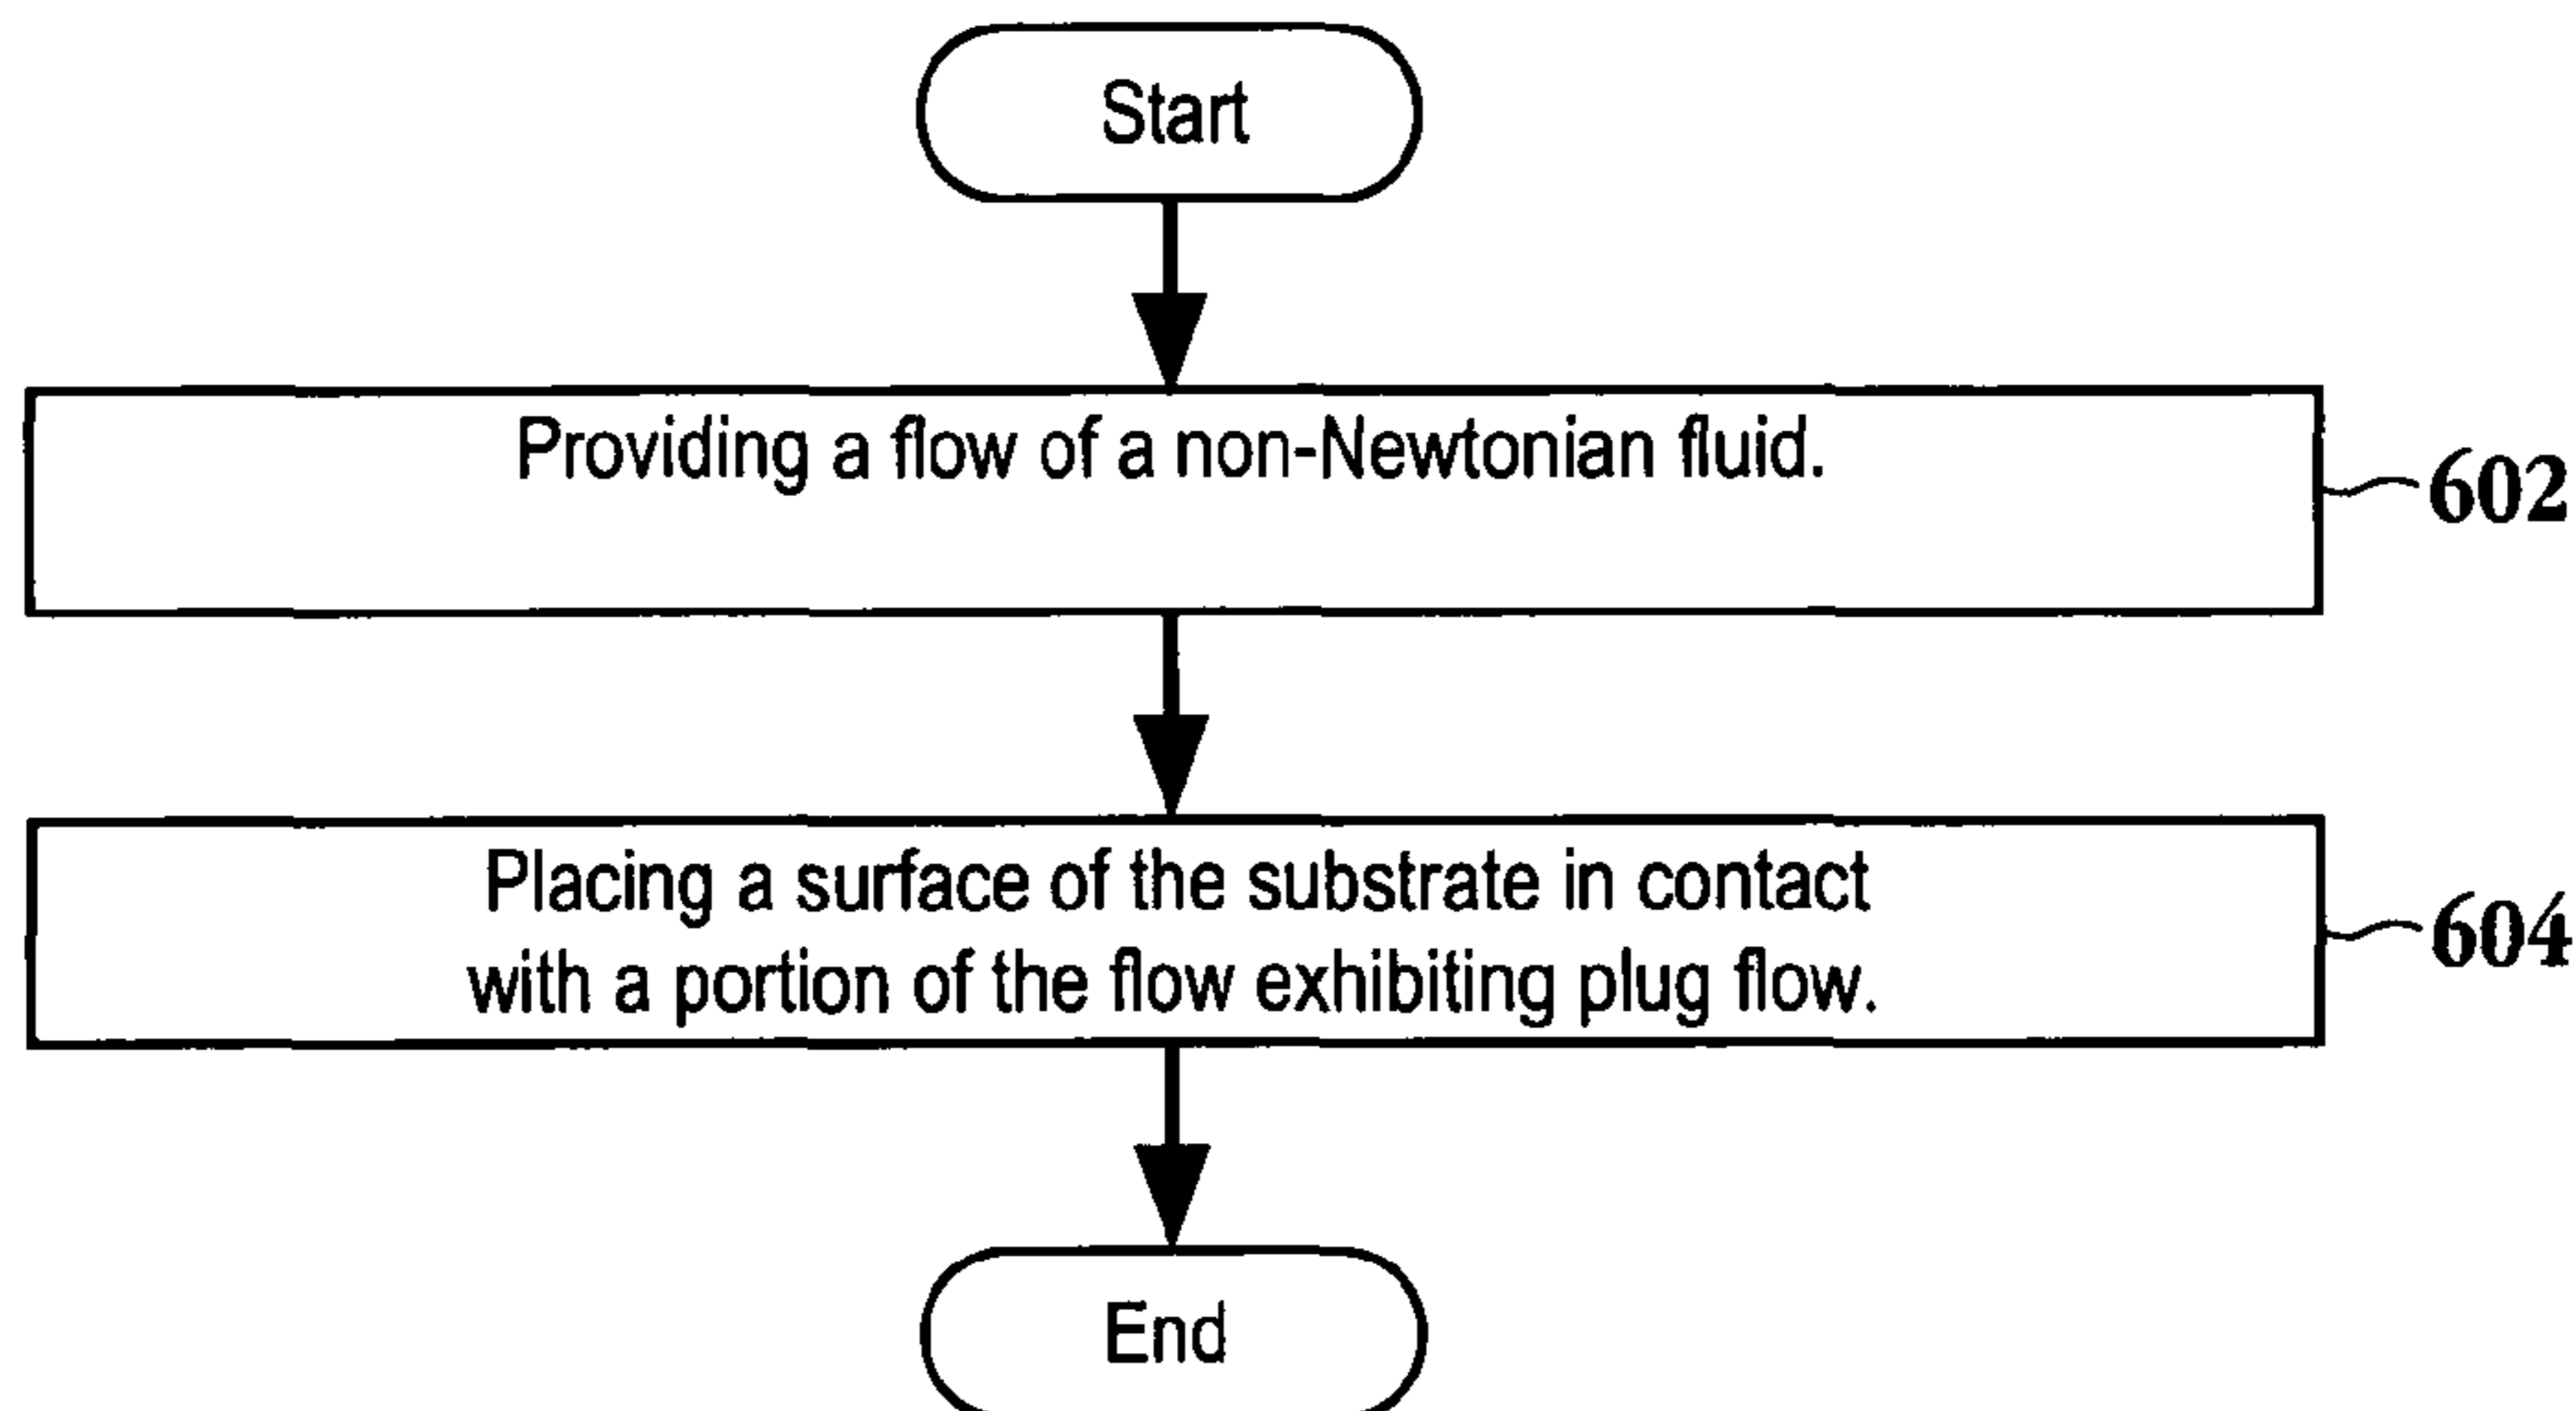 Start
Providing a flow of a non-Newtonian fluid.
602
Placing a surface of the substrate in contact
with a portion of the flow exhibiting plug flow.
604
End